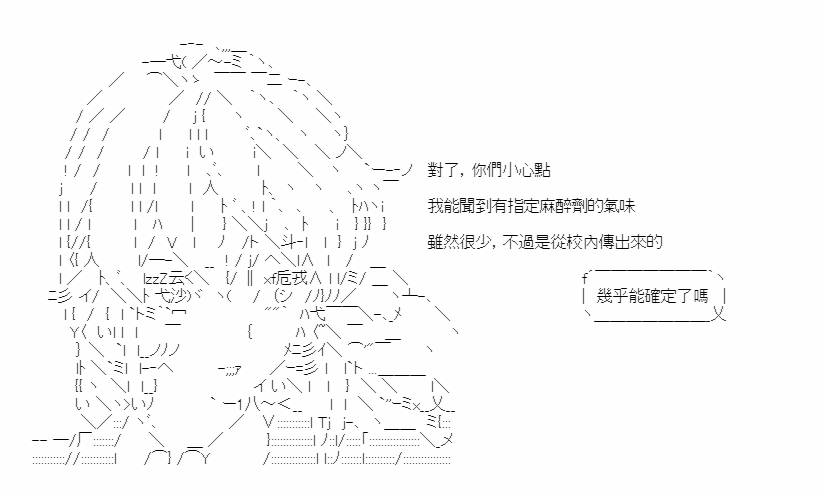 對了，你們小心點
我能聞到有指定麻醉劑的氣味
雖然很少，不過是從校內傳出來的
幾乎能確定了嗎